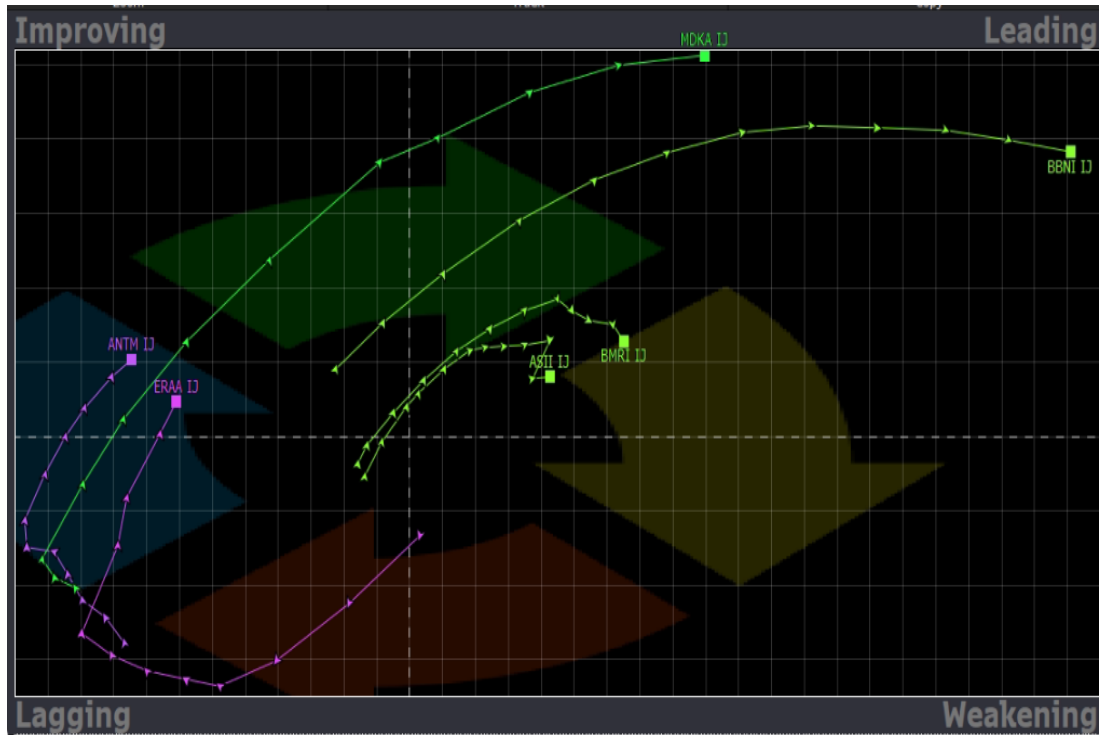 Improving
Leading
MDKA IJ
BBNI IJ
ANTM IJ
ERAA IJ
ASII IJ
BMRI IJ
Lagging
Weakening